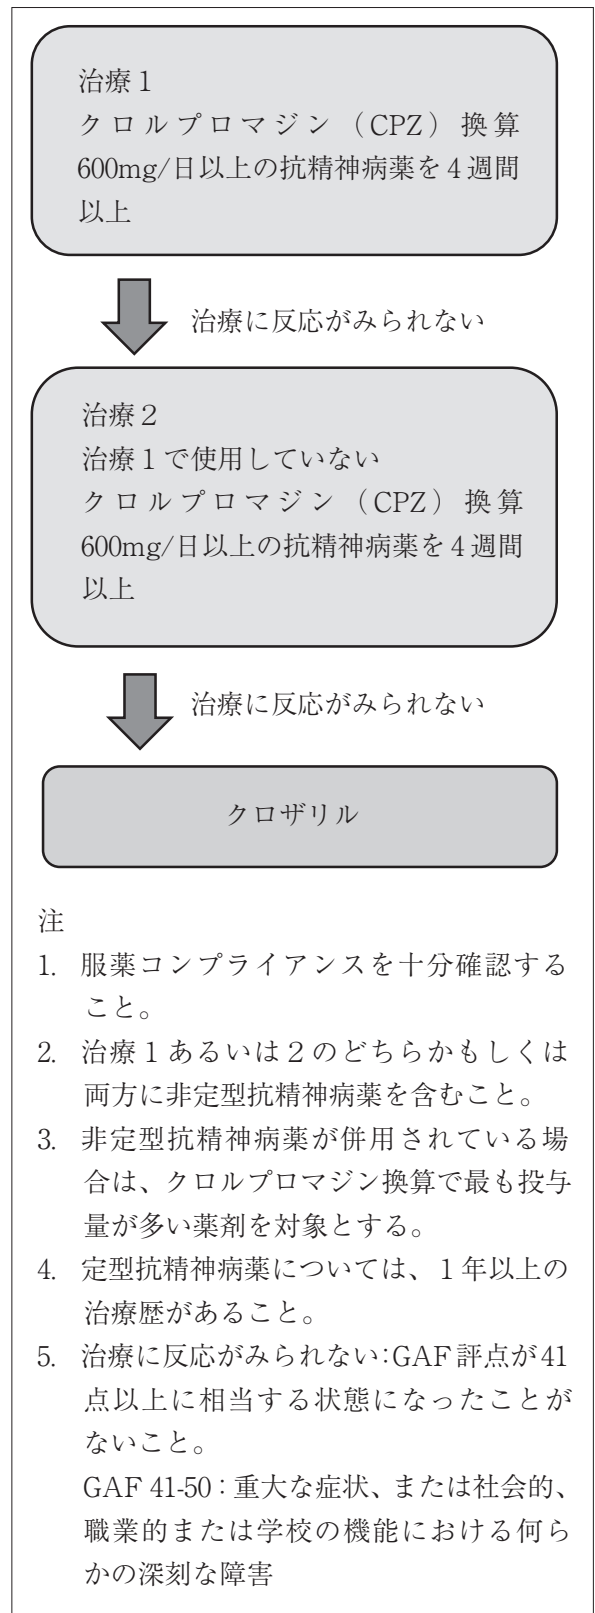 治療1
クロルプロマジン（CPZ）換算
600mg/日以上の抗精神病薬を4週間
以上
治療に反応がみられない
治療2
治療1で使用していない
クロルプロマジン（CPZ）換算
600mg/日以上の抗精神病薬を4週間
以上
治療に反応がみられない
クロザリル
注
1. 服薬コンプライアンスを十分確認する
こと。
2. 治療1あるいは2のどちらかもしくは
両方に非定型抗精神病薬を含むこと。
3. 非定型抗精神病薬が併用されている場
合は、クロルプロマジン換算で最も投与
量が多い薬剤を対象とする。
4. 定型抗精神病薬については、1年以上の
治療歴があること。
5. 治療に反応がみられない：GAF評点が41
点以上に相当する状態になったことが
ないこと。
GAF 41-50：重大な症状、または社会的、
職業的または学校の機能における何ら
かの深刻な障害